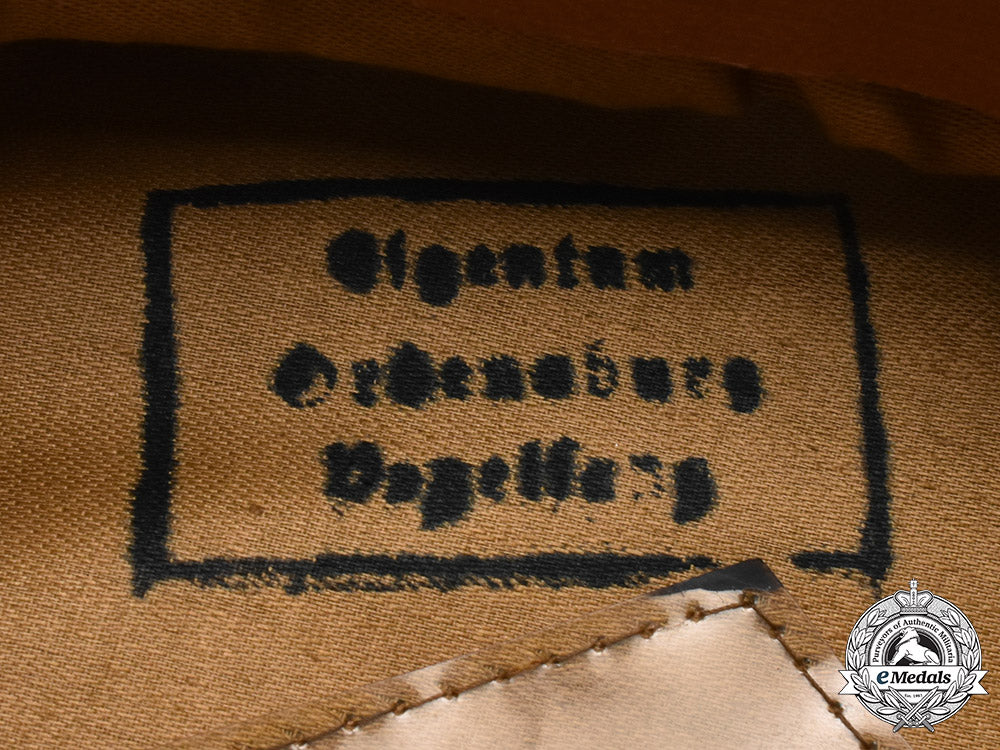 Eigentum
Ordensburg
Vogelsang
Purveyors of Authentic Militaria
eMedals